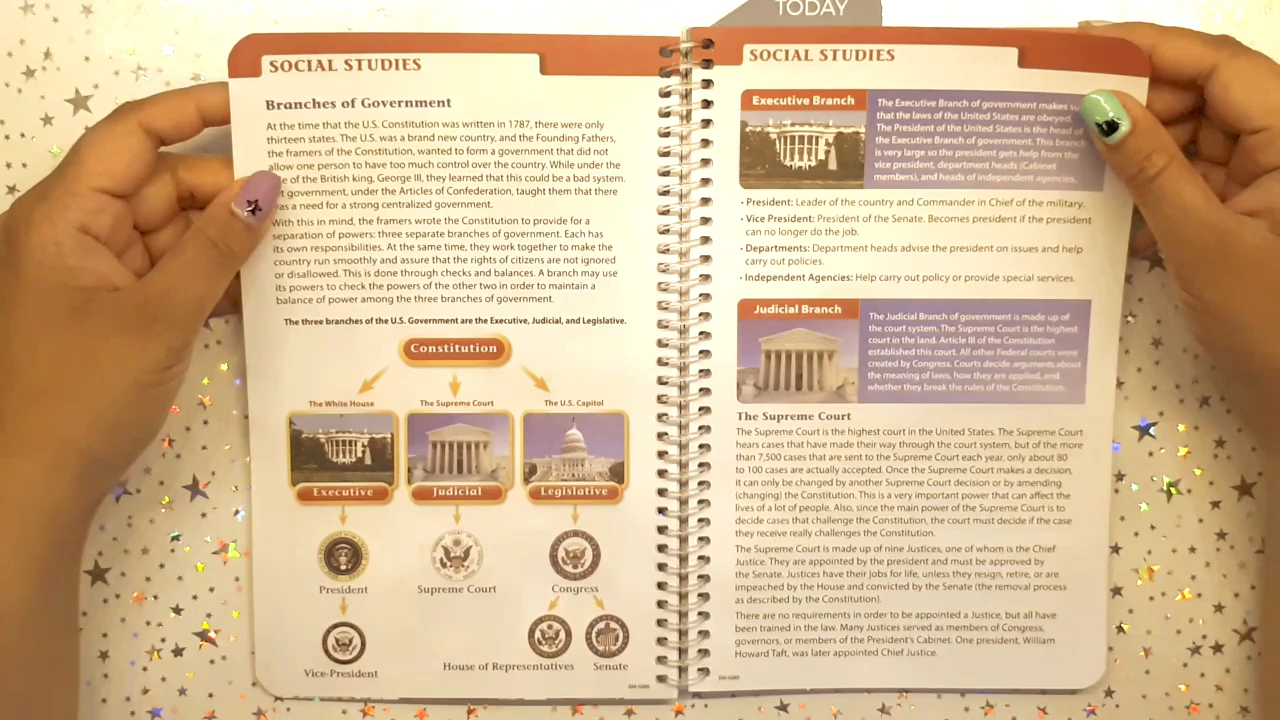 TODAY
SOCIAL STUDIES
Branches of Government
At the time that the U.S. Constitution was written in 1787, there were only
thirteen states. The U.S. was a brand new country, and the Founding Fathers,
the framers of the Constitution, wanted to form a government that did not
allow one person to have too much control over the country. While under the
of the British king, George III, they learned that this could be a bad system.
government, under the Articles of Confederation, taught them that there
as a need for a strong centralized government.
With this in mind, the framers wrote the Constitution to provide for a
separation of powers: three separate branches of government. Each has
its own responsibilities. At the same time, they work together to make the
country run smoothly and assure that the rights of citizens are not ignored
or disallowed. This is done through checks and balances. A branch may use
its powers to check the powers of the other two in order to maintain a
balance of power among the three branches of government.
The three branches of the U.S. Government are the Executive, Judicial, and Legislative.
Constitution
The White House
The Supreme Court
The U.S. Capitol
Executive
Judicial
Legislative
President
Supreme Court
Congress
Vice-President
House of Representatives
Senate
SOCIAL STUDIES
Executive Branch
The Executive Branch of government makes su
that the laws of the United States are obeyed.
The President of the United States is the head of
the Executive Branch of government. This branch
is very large so the president gets help from the
vice president, department heads (Cabinet
members), and heads of independent agencies.
• President: Leader of the country and Commander in Chief of the military.
• Vice President: President of the Senate. Becomes president if the president
can no longer do the job.
• Departments: Department heads advise the president on issues and help
carry out policies.
• Independent Agencies: Help carry out policy or provide special services.
Judicial Branch
The Judicial Branch of government is made up of
the court system. The Supreme Court is the highest
court in the land. Article III of the Constitution
established this court. All other Federal courts were
created by Congress. Courts decide arguments about
the meaning of laws, how they are applied, and
whether they break the rules of the Constitution.
The Supreme Court
The Supreme Court is the highest court in the United States. The Supreme Court
hears cases that have made their way through the court system, but of the more
than 7,500 cases that are sent to the Supreme Court each year, only about 80
to 100 cases are actually accepted. Once the Supreme Court makes a decision,
it can only be changed by another Supreme Court decision or by amending
(changing) the Constitution. This is a very important power that can affect the
lives of a lot of people. Also, since the main power of the Supreme Court is to
decide cases that challenge the Constitution, the court must decide if the case
they receive really challenges the Constitution.
The Supreme Court is made up of nine Justices, one of whom is the Chief
Justice. They are appointed by the president and must be approved by
the Senate. Justices have their jobs for life, unless they resign, retire, or are
impeached by the House and convicted by the Senate (the removal process
as described by the Constitution).
There are no requirements in order to be appointed a Justice, but all have
been trained in the law. Many Justices served as members of Congress,
governors, or members of the President's Cabinet. One president, William
Howard Taft, was later appointed Chief Justice.